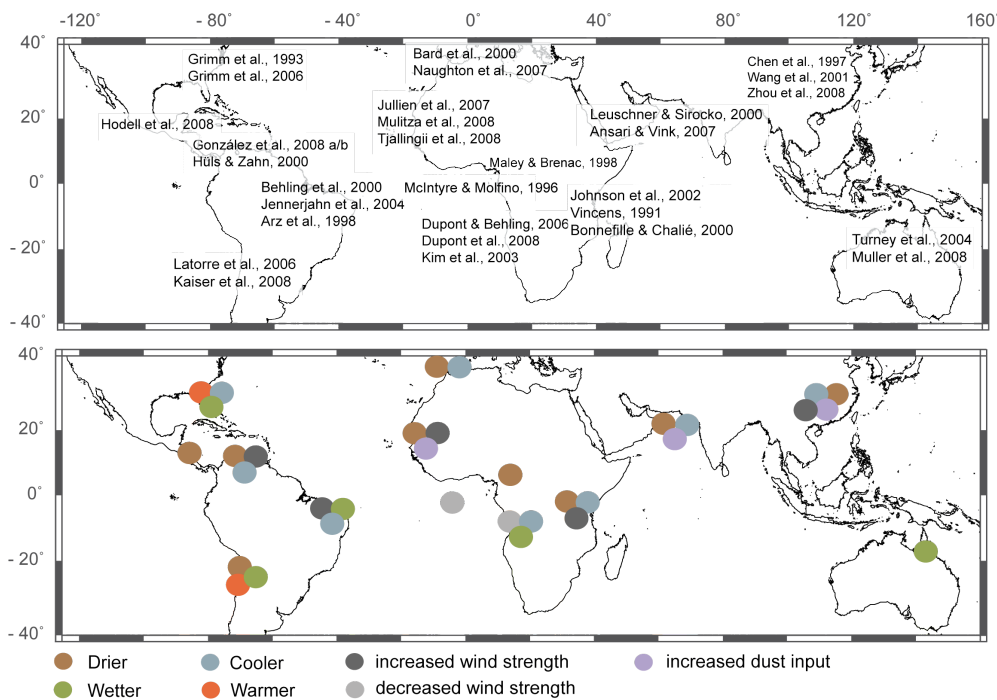 -120° - 80° - 40° 0° 40° 80° 120° 160°
40°
20°
0°
- 20°
- 40°
Grimm et al., 1993
Grimm et al., 2006
Bard et al., 2000
Naughton et al., 2007
Chen et al., 1997
Wang et al., 2001
Zhou et al., 2008
Jullien et al., 2007
Mulitza et al., 2008
Tjallingii et al., 2008
Leuschner & Sirocko, 2000
Ansari & Vink, 2007
Hodell et al., 2008
González et al., 2008 a/b
Hüls & Zahn, 2000
Maley & Brenac, 1998
Behling et al., 2000
Jennerjahn et al., 2004
Arz et al., 1998
McIntyre & Molfino, 1996
Johnson et al., 2002
Vincens, 1991
Bonnefille & Chalié, 2000
Dupont & Behling, 2006
Dupont et al., 2008
Kim et al., 2003
Turney et al., 2004
Muller et al., 2008
Latorre et al., 2006
Kaiser et al., 2008
40°
20°
0°
- 20°
- 40°
Drier Cooler increased wind strength increased dust input
Wetter Warmer decreased wind strength